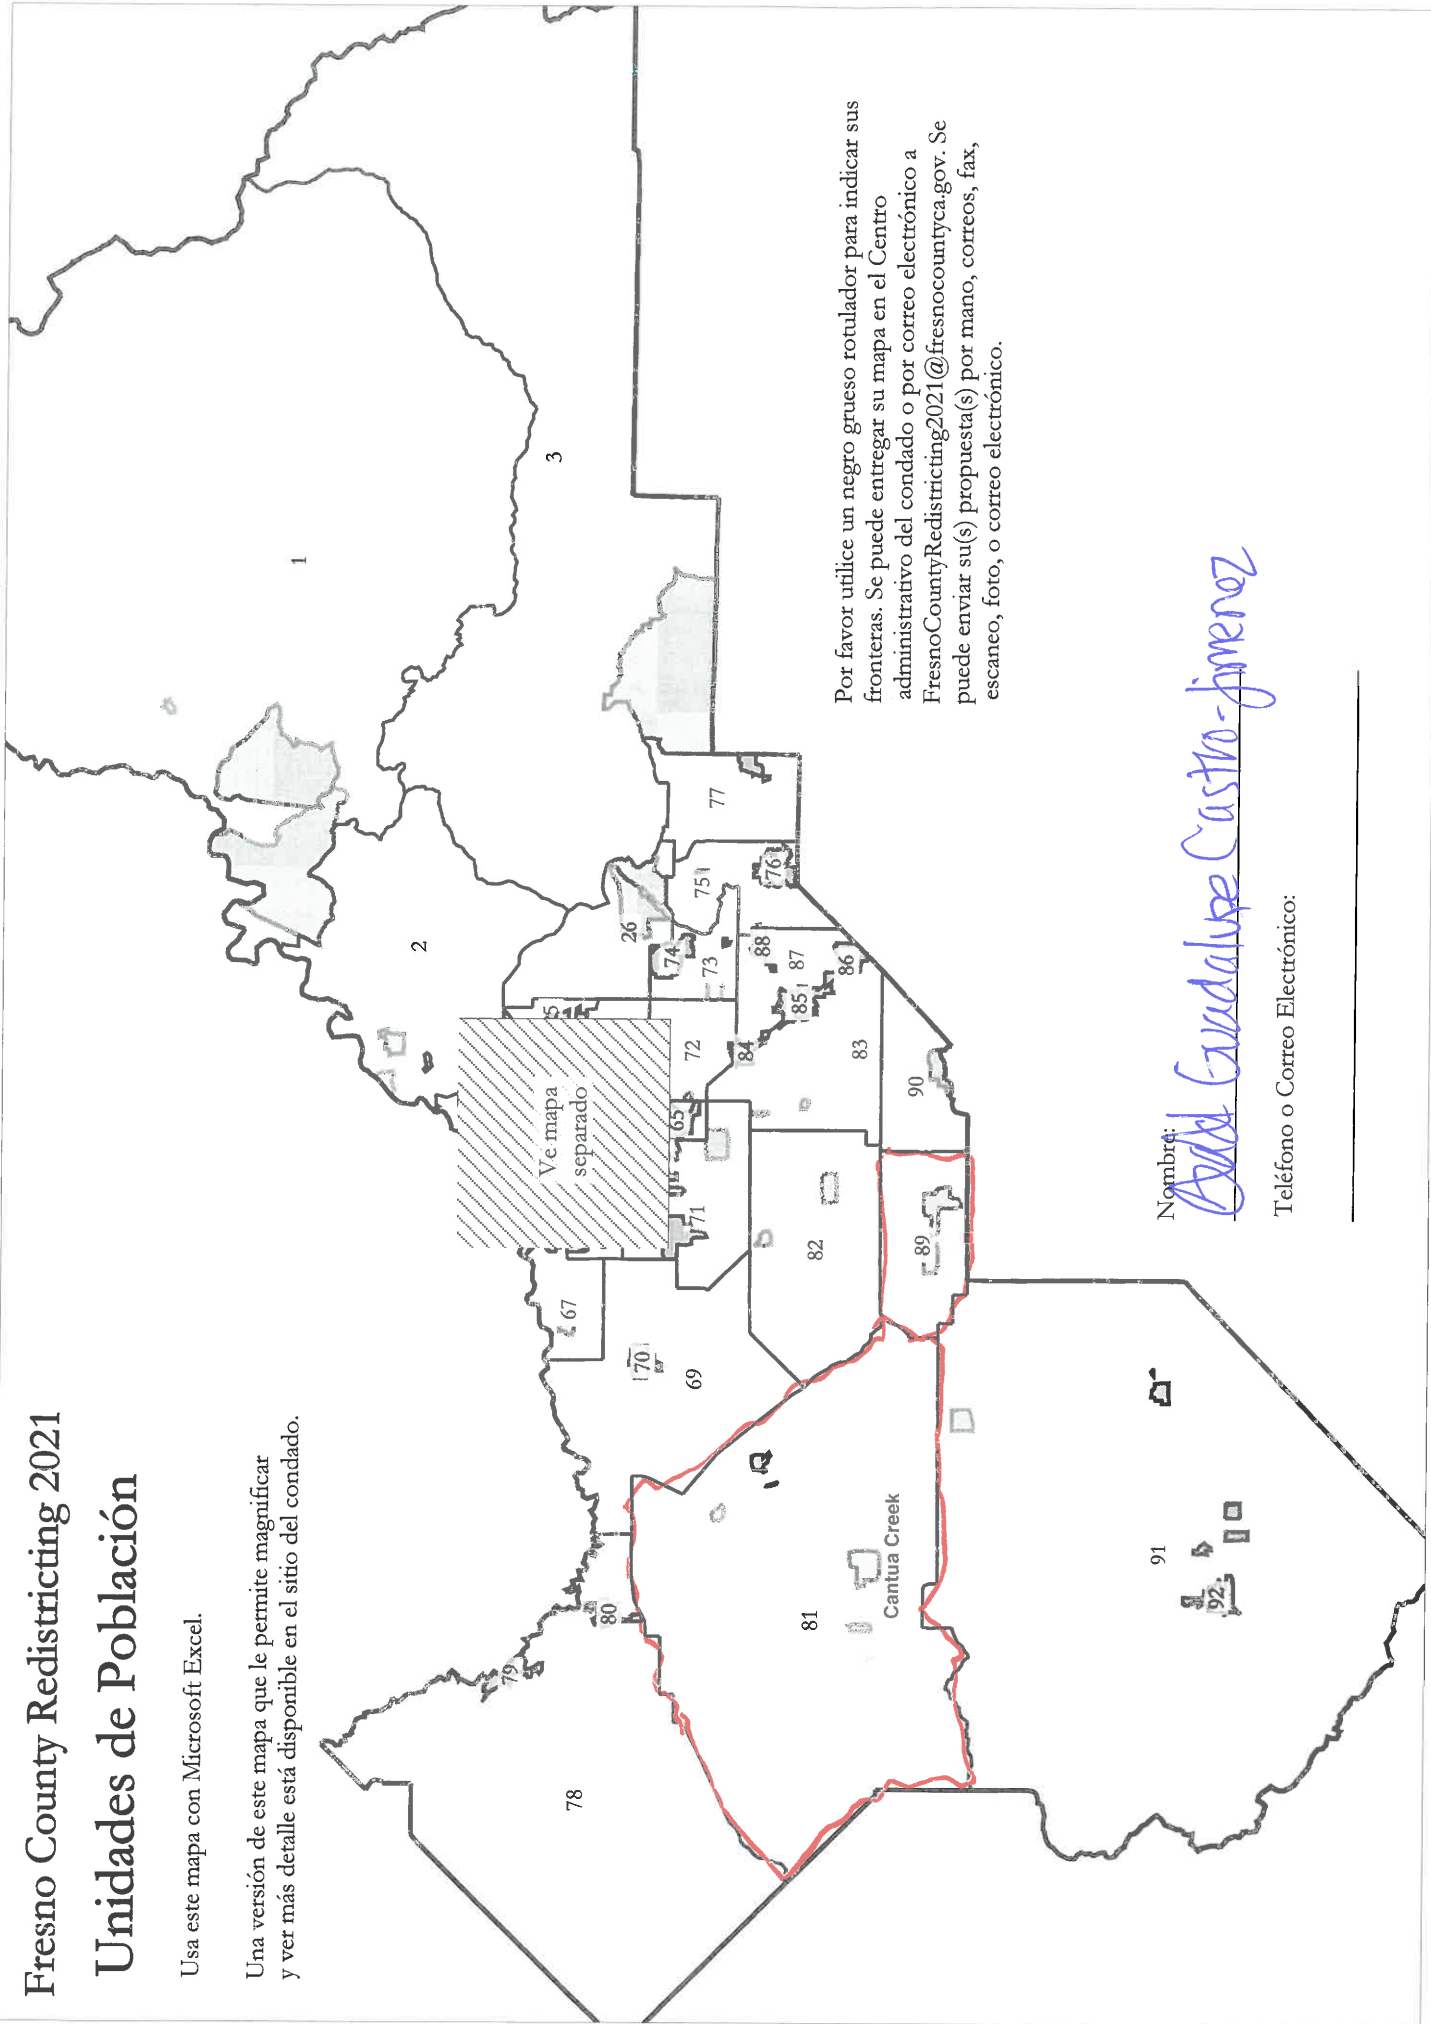 Fresno County Redistricting 2021
Unidades de Población
Usa este mapa con Microsoft Excel.
Una versión de este mapa que le permite magnificar
y ver más detalle está disponible en el sitio del condado.
1
2
3
Ve mapa
separado
5
26
65
67
69
70
71
72
73
74
75
76
77
78
79
80
81
Cantua Creek
82
83
84
85
86
87
88
89
90
91
92
Por favor utilice un negro grueso rotulador para indicar sus
fronteras. Se puede entregar su mapa en el Centro
administrativo del condado o por correo electrónico a
FresnoCountyRedistricting2021@fresnocountyca.gov. Se
puede enviar su(s) propuesta(s) por mano, correos, fax,
escaneo, foto, o correo electrónico.
Nombre:
Guadalupe Castro-Jimenez
Teléfono o Correo Electrónico: